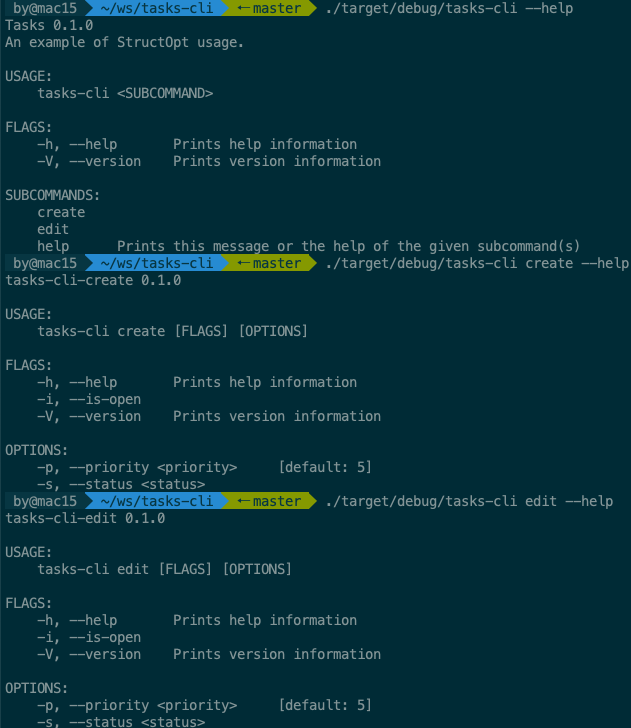 by@mac15 ~/ws/tasks-cli ←master ./target/debug/tasks-cli --help
Tasks 0.1.0
An example of StructOpt usage.

USAGE:
    tasks-cli <SUBCOMMAND>

FLAGS:
    -h, --help       Prints help information
    -V, --version    Prints version information

SUBCOMMANDS:
    create
    edit
    help      Prints this message or the help of the given subcommand(s)
by@mac15 ~/ws/tasks-cli ←master ./target/debug/tasks-cli create --help
tasks-cli-create 0.1.0

USAGE:
    tasks-cli create [FLAGS] [OPTIONS]

FLAGS:
    -h, --help       Prints help information
    -i, --is-open
    -V, --version    Prints version information

OPTIONS:
    -p, --priority <priority>     [default: 5]
    -s, --status <status>
by@mac15 ~/ws/tasks-cli ←master ./target/debug/tasks-cli edit --help
tasks-cli-edit 0.1.0

USAGE:
    tasks-cli edit [FLAGS] [OPTIONS]

FLAGS:
    -h, --help       Prints help information
    -i, --is-open
    -V, --version    Prints version information

OPTIONS:
    -p, --priority <priority>     [default: 5]
    -s, --status <status>